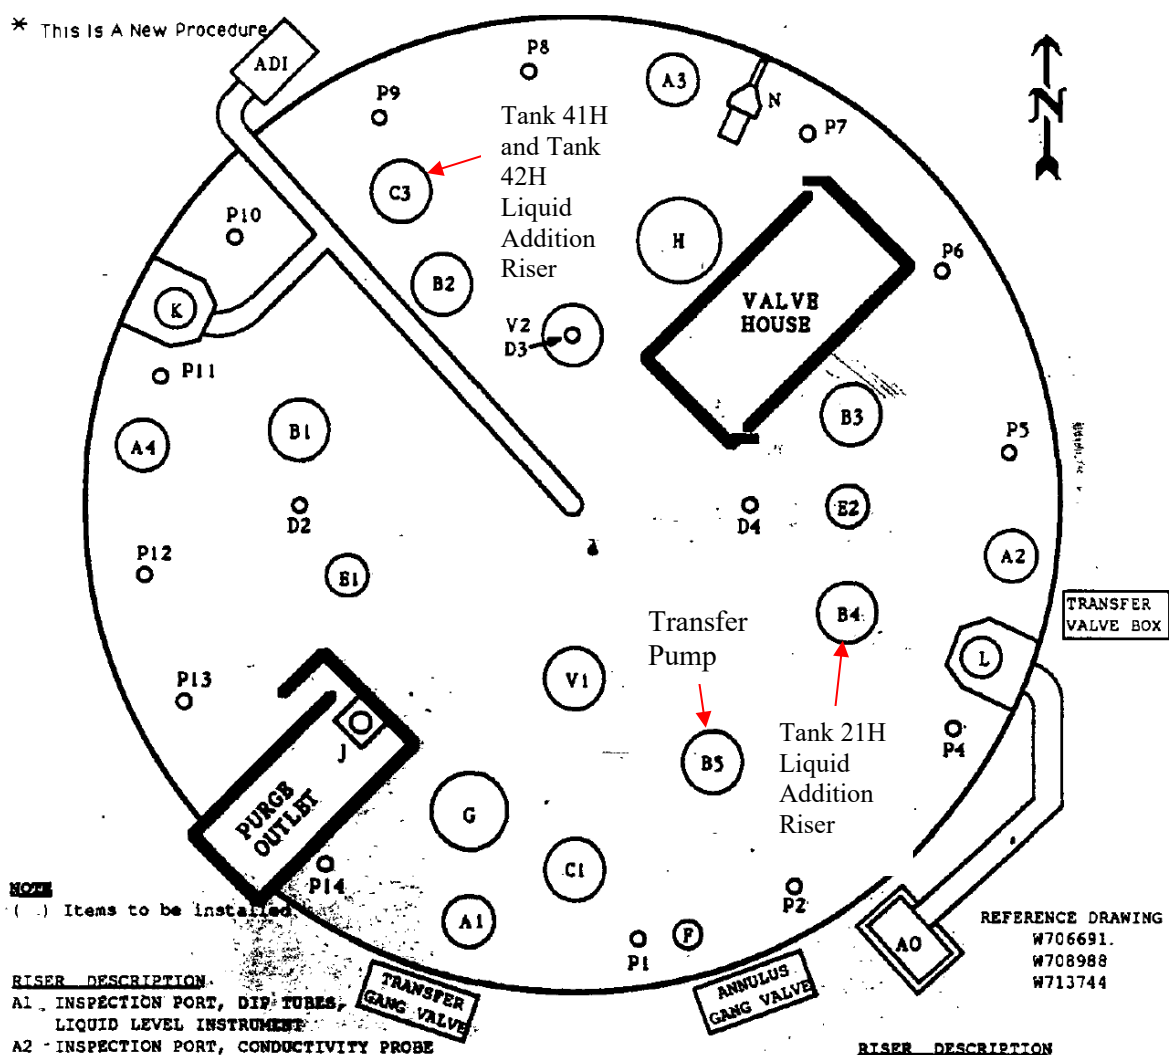 * This Is A New Procedure
ADI
P8
A3
N
P9
P7
N
Tank 41H
and Tank
42H
Liquid
Addition
Riser
C3
P10
H
P6
B2
K
VALVE
HOUSE
V2
D3
P11
A4
B1
B3
P5
D2
D4
E2
P12
E1
A2
TRANSFER
VALVE BOX
B4
Transfer
Pump
L
V1
P13
J
P4
B5
Tank 21H
Liquid
Addition
Riser
PURGE
OUTLET
G
C1
P14
P2
NOTE
( ) Items to be installed
A1
F
P1
AO
REFERENCE DRAWING
W706691.
W708988
W713744
TRANSFER
GANG VALVE
ANNULUS
GANG VALVE
RISER DESCRIPTION
A1 INSPECTION PORT, DIP TUBES,
LIQUID LEVEL INSTRUMENT
A2 - INSPECTION PORT, CONDUCTIVITY PROBE
RISER DESCRIPTION